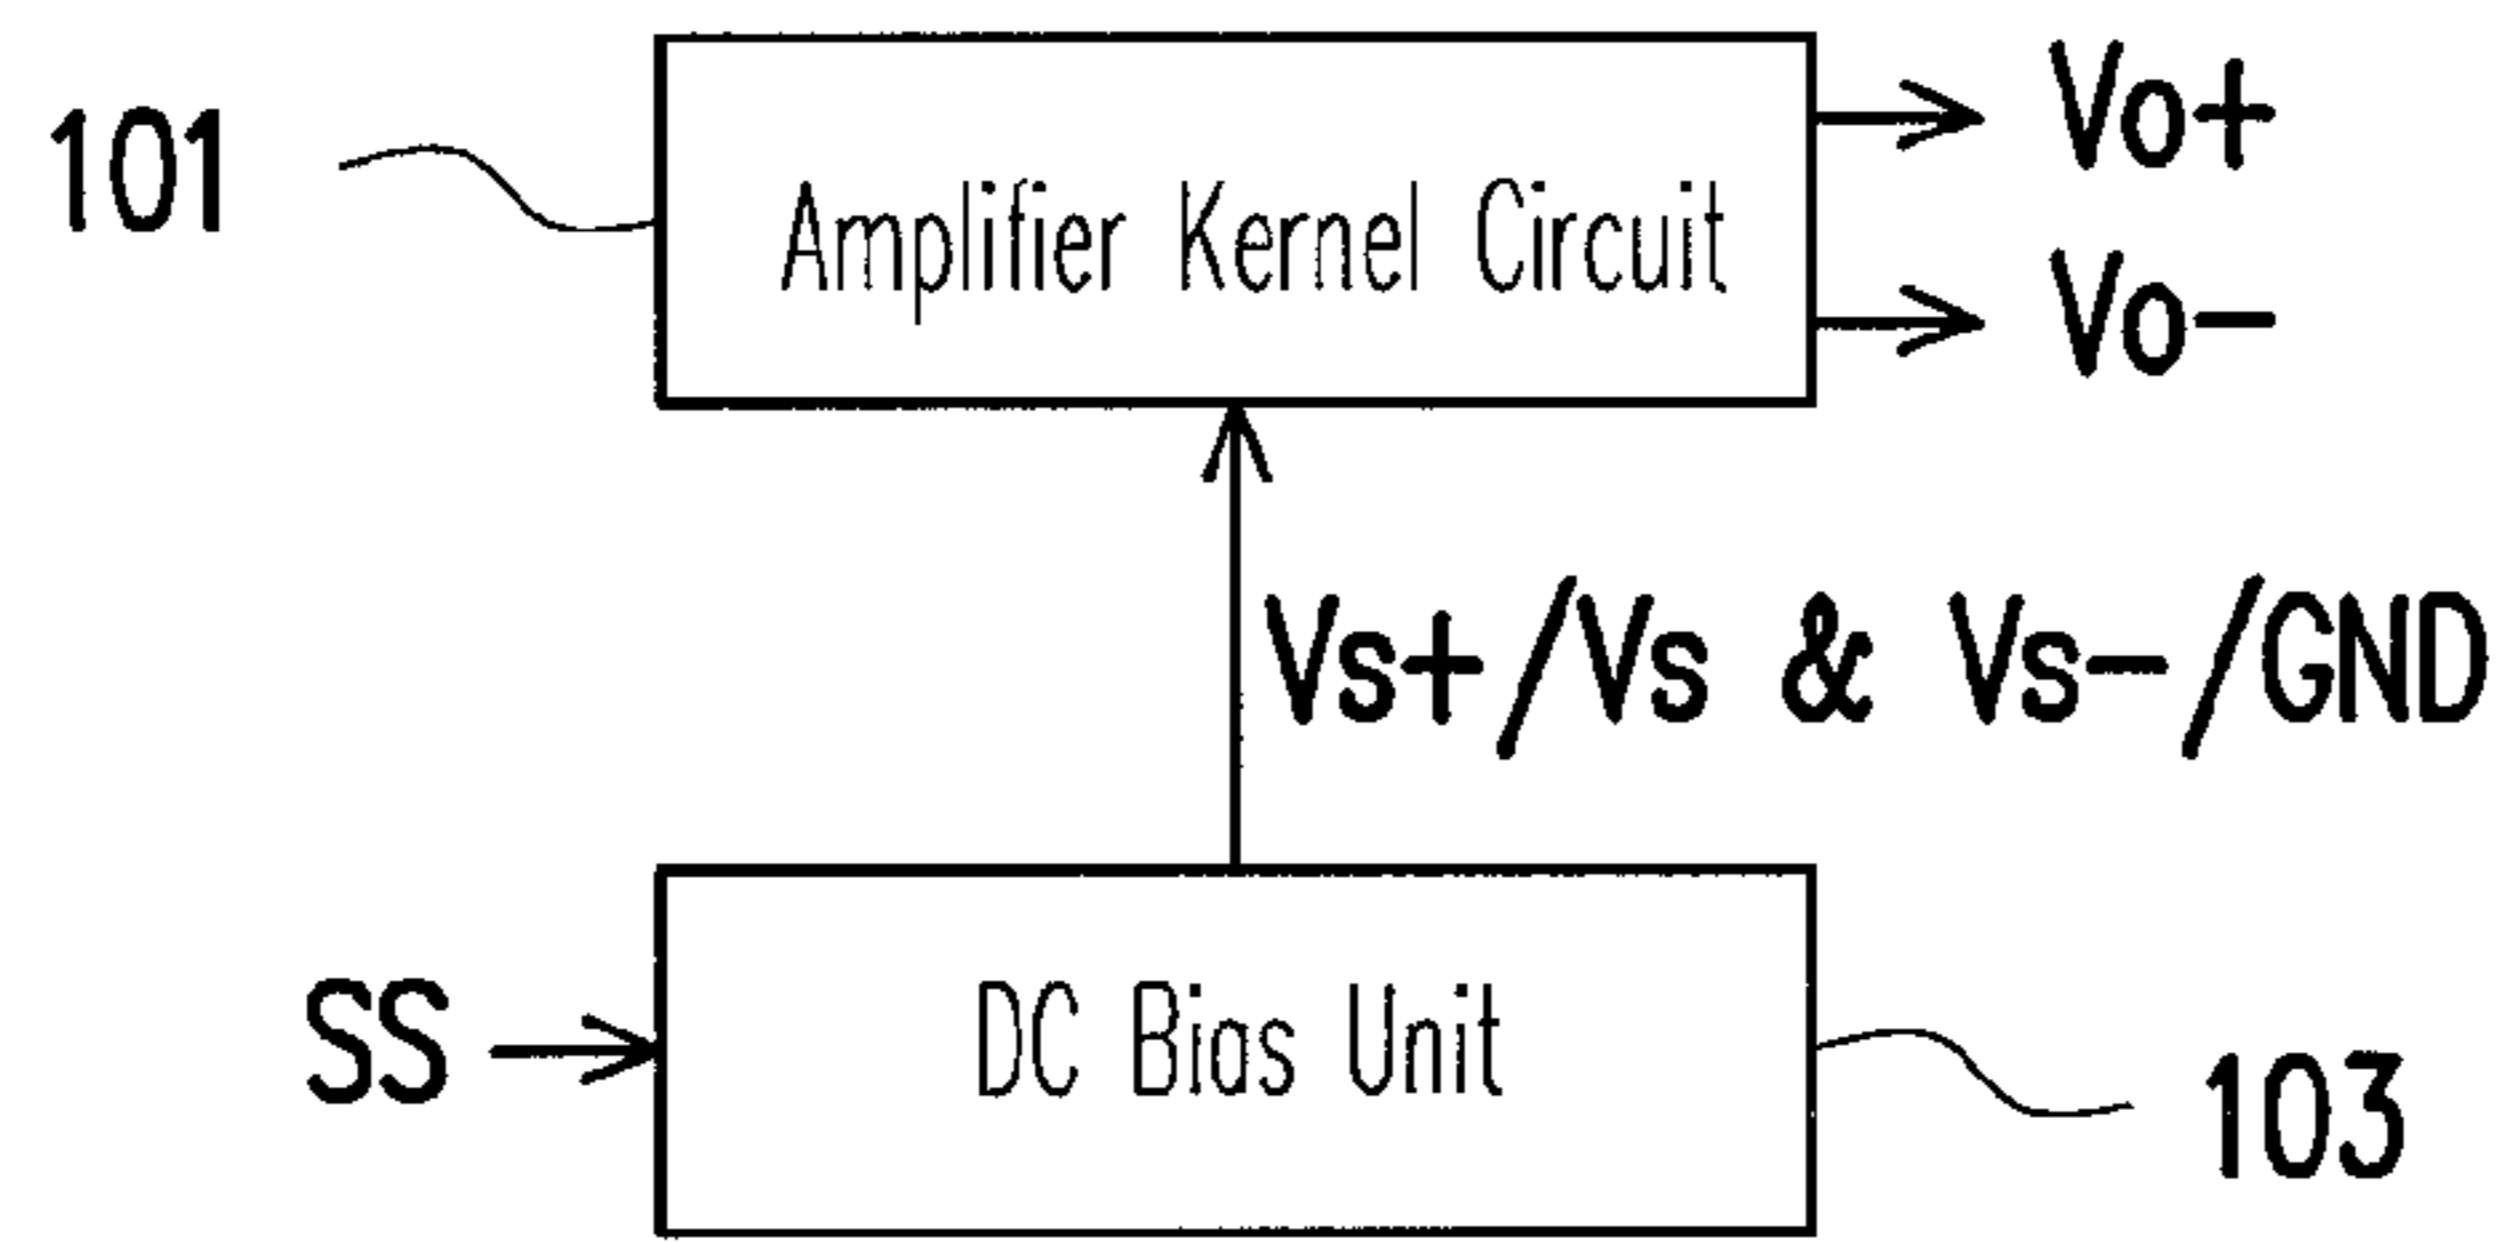 Vo+
101
Amplifier Kernel Circuit
Vo-
Vs+/Vs & Vs-/GND
SS
DC Bias Unit
103